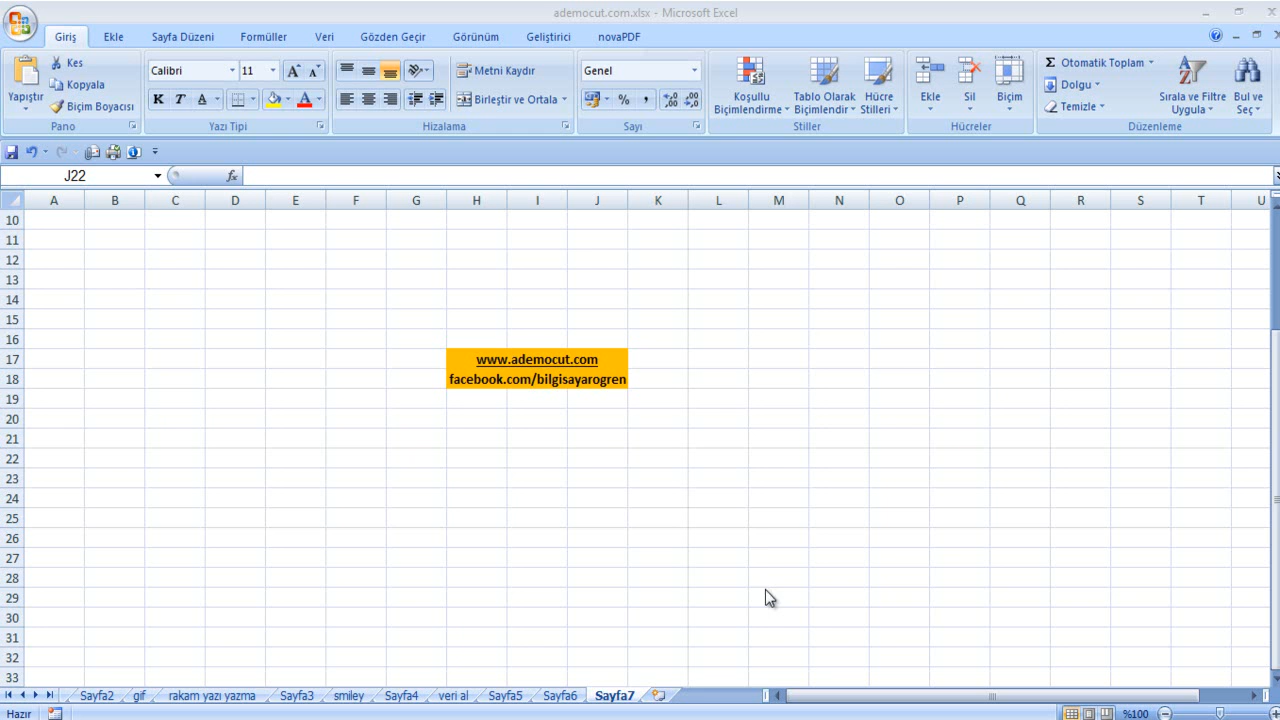 ademocut.com.xlsx - Microsoft Excel
Giriş Ekle Sayfa Düzeni Formüller Veri Gözden Geçir Görünüm Geliştirici novaPDF
Yapıştır
Kes
Kopyala
Biçim Boyacısı
Pano
Calibri 11
K T A
Yazı Tipi
Metni Kaydır
Birleştir ve Ortala
Hizalama
Genel
Sayı
Koşullu Biçimlendirme
Tablo Olarak Biçimlendir
Hücre Stilleri
Stiller
Ekle Sil Biçim
Hücreler
Otomatik Toplam
Dolgu
Temizle
Sırala ve Filtre Uygula
Bul ve Seç
Düzenleme
J22 fx
A B C D E F G H I J K L M N O P Q R S T U
10
11
12
13
14
15
16
17 www.ademocut.com
18 facebook.com/bilgisayarogren
19
20
21
22
23
24
25
26
27
28
29
30
31
32
33
Sayfa2 gif rakam yazı yazma Sayfa3 smiley Sayfa4 veri al Sayfa5 Sayfa6 Sayfa7
Hazır %100